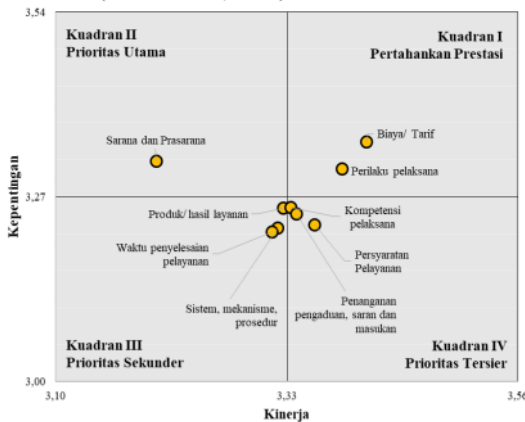 3,54
Kuadran II
Prioritas Utama
Kuadran I
Pertahankan Prestasi
Biaya/ Tarif
Sarana dan Prasarana
Perilaku pelaksana
Kepentingan
3,27
Produk/ hasil layanan
Kompetensi
pelaksana
Waktu penyelesaian
pelayanan
Persyaratan
Pelayanan
Sistem, mekanisme,
prosedur
Penanganan
pengaduan, saran dan
masukan
Kuadran III
Prioritas Sekunder
Kuadran IV
Prioritas Tersier
3,00
3,10
3,33
3,56
Kinerja